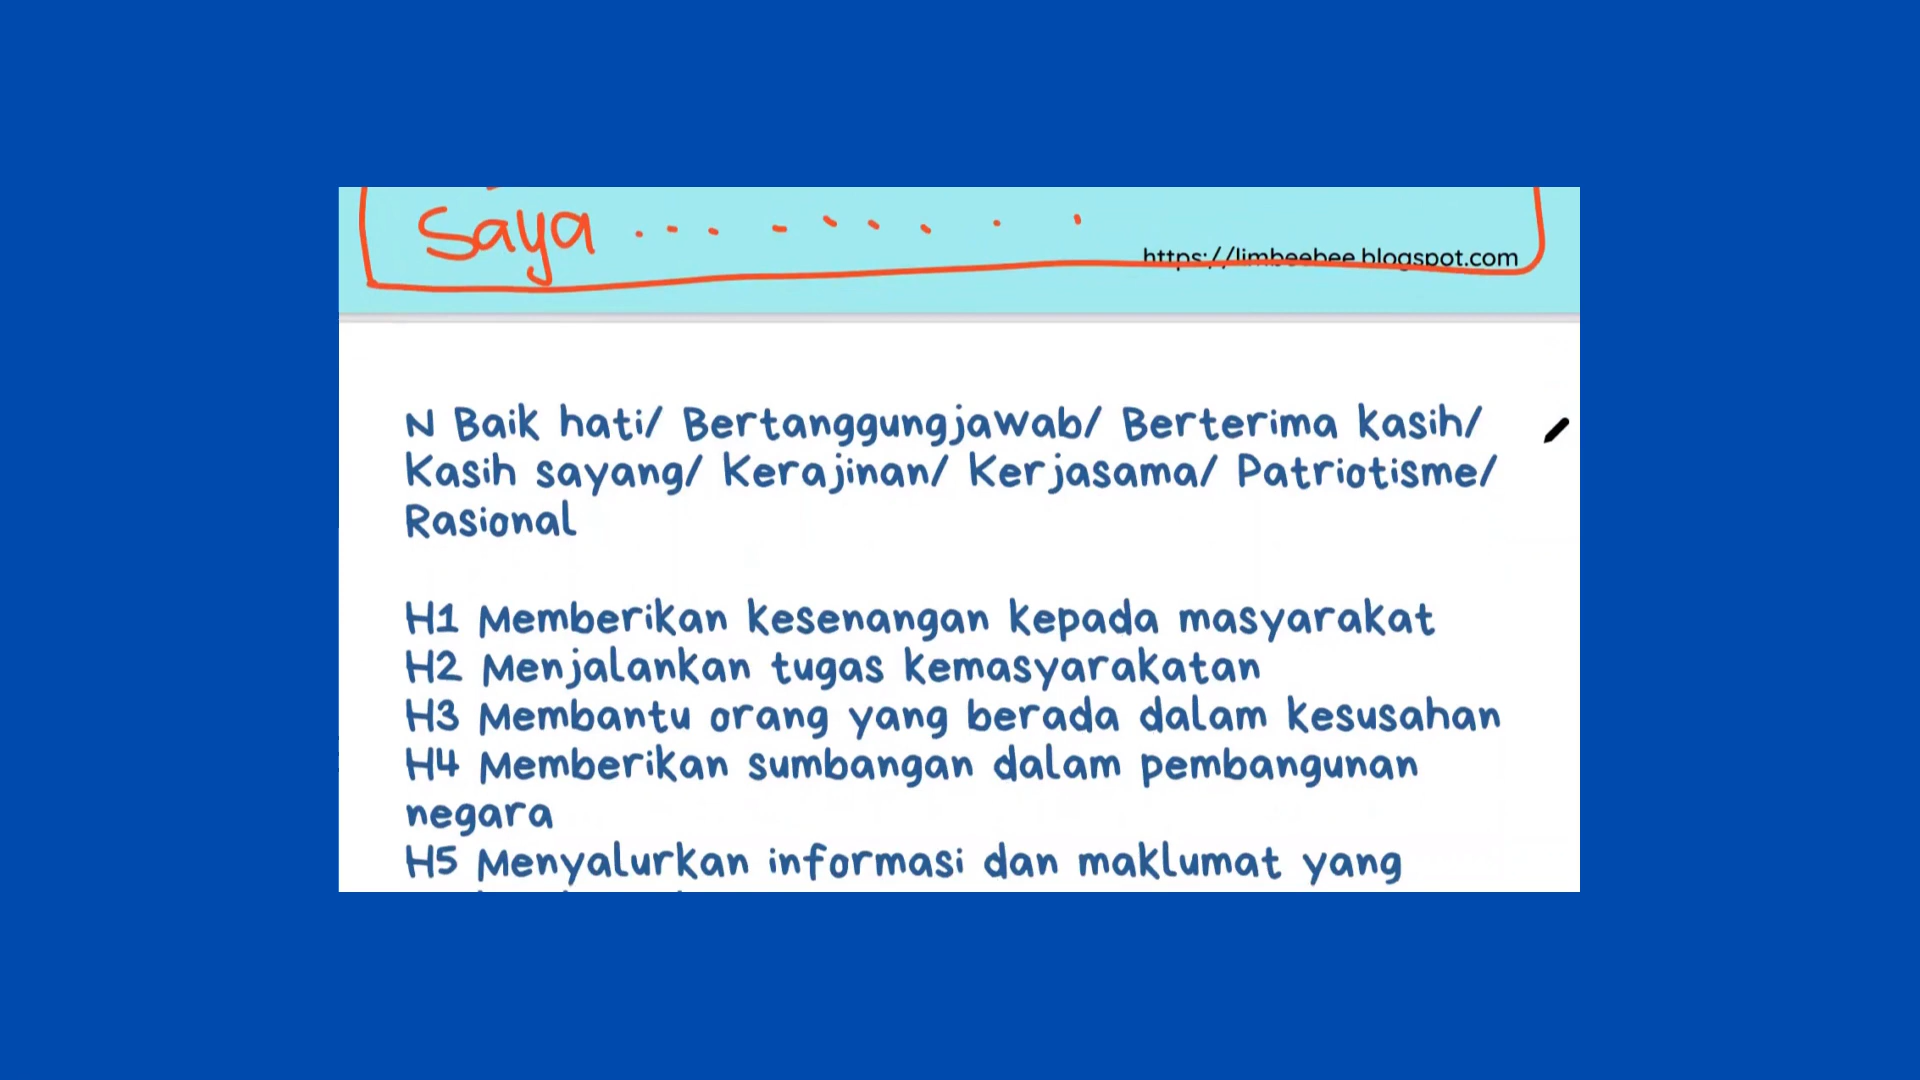 Saya ... - .. . . . .
https://limbeebee.blogspot.com
N Baik hati/ Bertanggungjawab/ Berterima kasih/
Kasih sayang/ Kerajinan/ Kerjasama/ Patriotisme/
Rasional
H1 Memberikan kesenangan kepada masyarakat
H2 Menjalankan tugas kemasyarakatan
H3 Membantu orang yang berada dalam kesusahan
H4 Memberikan sumbangan dalam pembangunan
negara
H5 Menyalurkan informasi dan maklumat yang